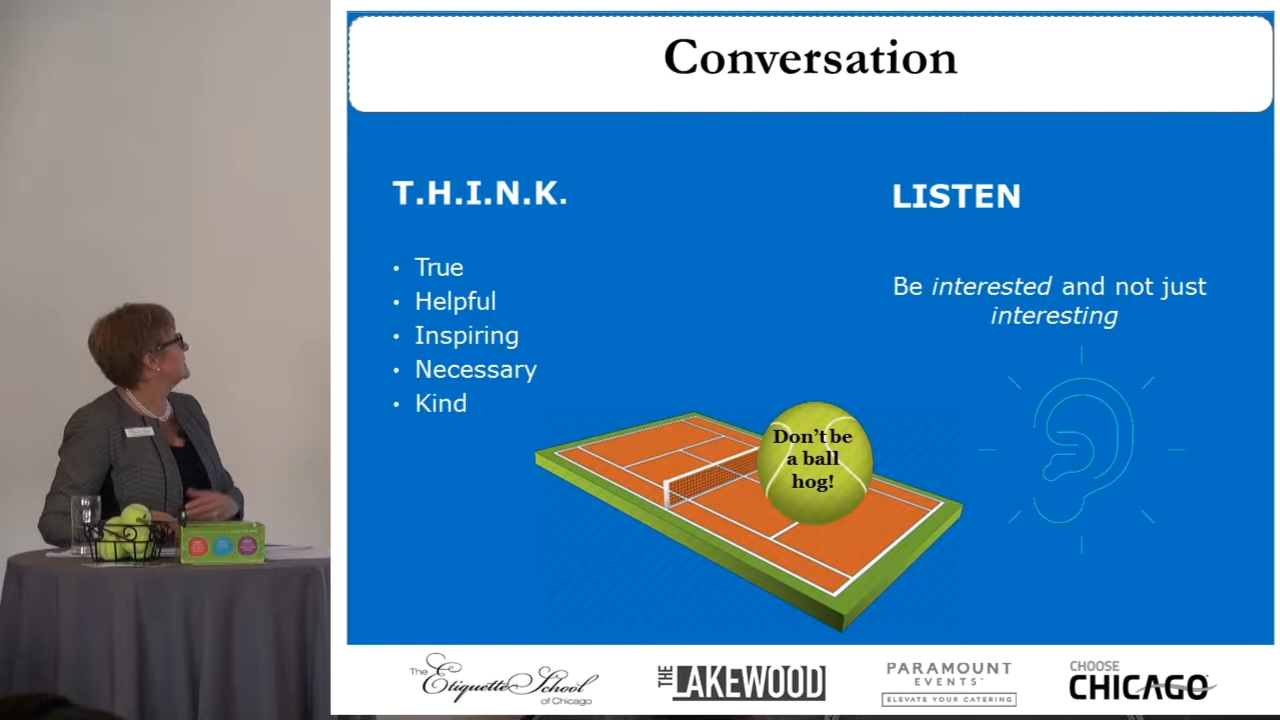 Conversation
T.H.I.N.K.
• True
• Helpful
• Inspiring
• Necessary
• Kind
LISTEN
Be interested and not just
interesting
Don't be
a ball
hog!
The
Etiquette School
of Chicago
THE LAKEWOOD
PARAMOUNT
EVENTS
ELEVATE YOUR CATERING
CHOOSE
CHICAGO